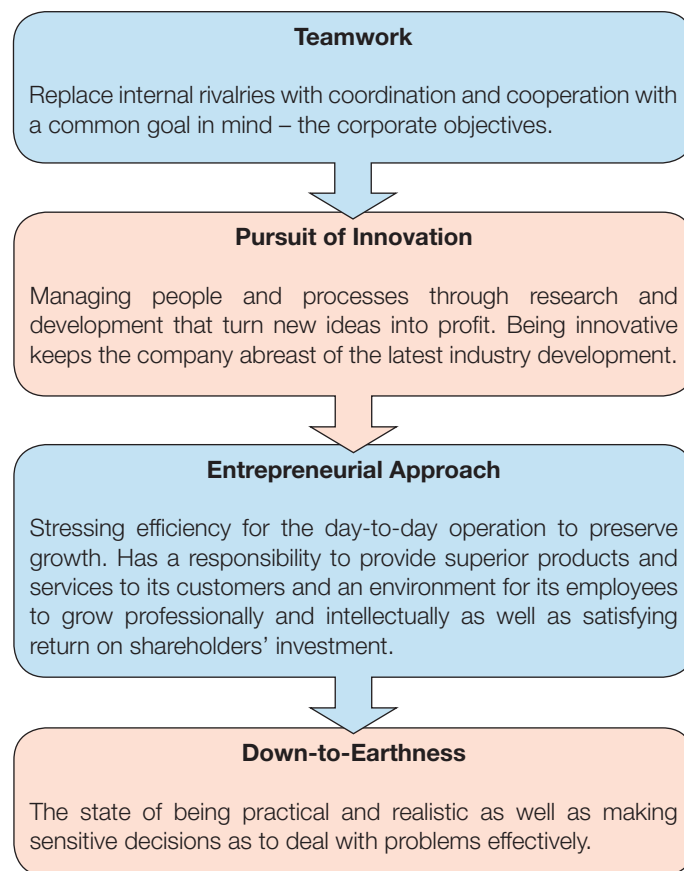 Teamwork
Replace internal rivalries with coordination and cooperation with
a common goal in mind – the corporate objectives.
Pursuit of Innovation
Managing people and processes through research and
development that turn new ideas into profit. Being innovative
keeps the company abreast of the latest industry development.
Entrepreneurial Approach
Stressing efficiency for the day-to-day operation to preserve
growth. Has a responsibility to provide superior products and
services to its customers and an environment for its employees
to grow professionally and intellectually as well as satisfying
return on shareholders’ investment.
Down-to-Earthness
The state of being practical and realistic as well as making
sensitive decisions as to deal with problems effectively.